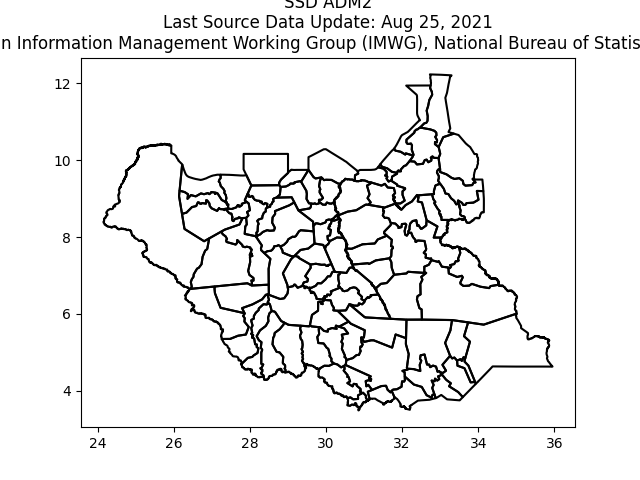 SSD ADM2
Last Source Data Update: Aug 25, 2021
n Information Management Working Group (IMWG), National Bureau of Statis
12
10
8
6
4
24 26 28 30 32 34 36